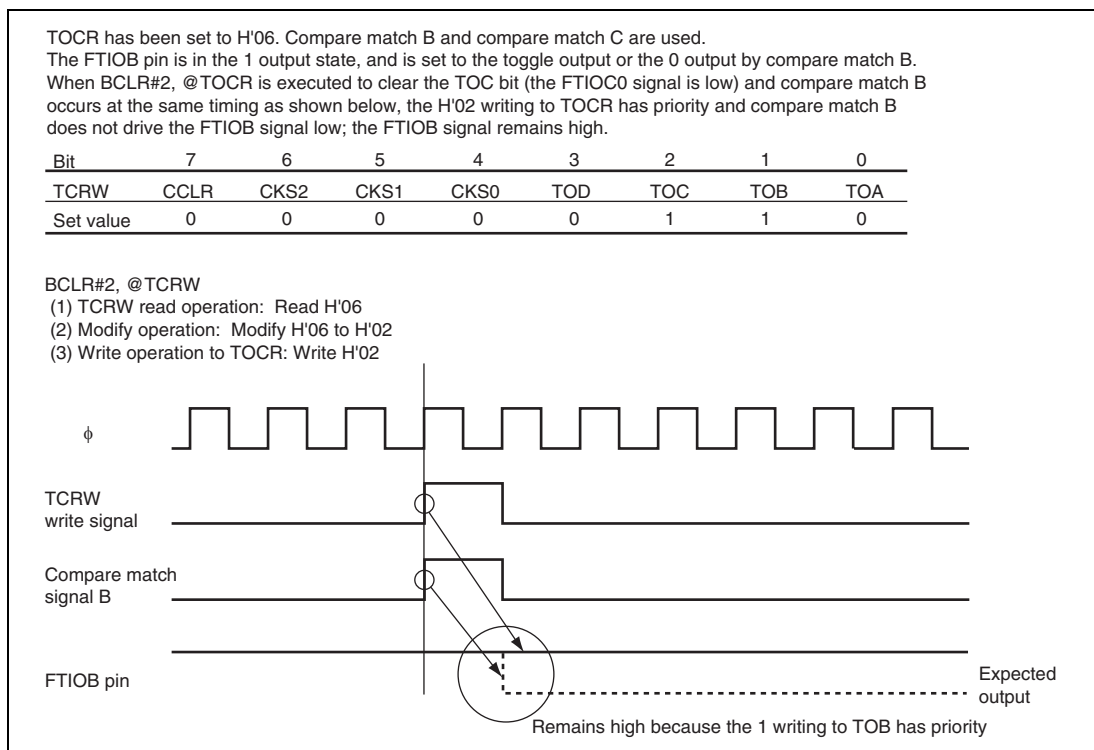 TOCR has been set to H'06. Compare match B and compare match C are used.
The FTIOB pin is in the 1 output state, and is set to the toggle output or the 0 output by compare match B.
When BCLR#2, @TOCR is executed to clear the TOC bit (the FTIOC0 signal is low) and compare match B
occurs at the same timing as shown below, the H'02 writing to TOCR has priority and compare match B
does not drive the FTIOB signal low; the FTIOB signal remains high.
Bit 7 6 5 4 3 2 1 0
TCRW CCLR CKS2 CKS1 CKS0 TOD TOC TOB TOA
Set value 0 0 0 0 0 1 1 0
BCLR#2, @TCRW
(1) TCRW read operation: Read H'06
(2) Modify operation: Modify H'06 to H'02
(3) Write operation to TOCR: Write H'02
ϕ
TCRW
write signal
Compare match
signal B
FTIOB pin
Expected
output
Remains high because the 1 writing to TOB has priority